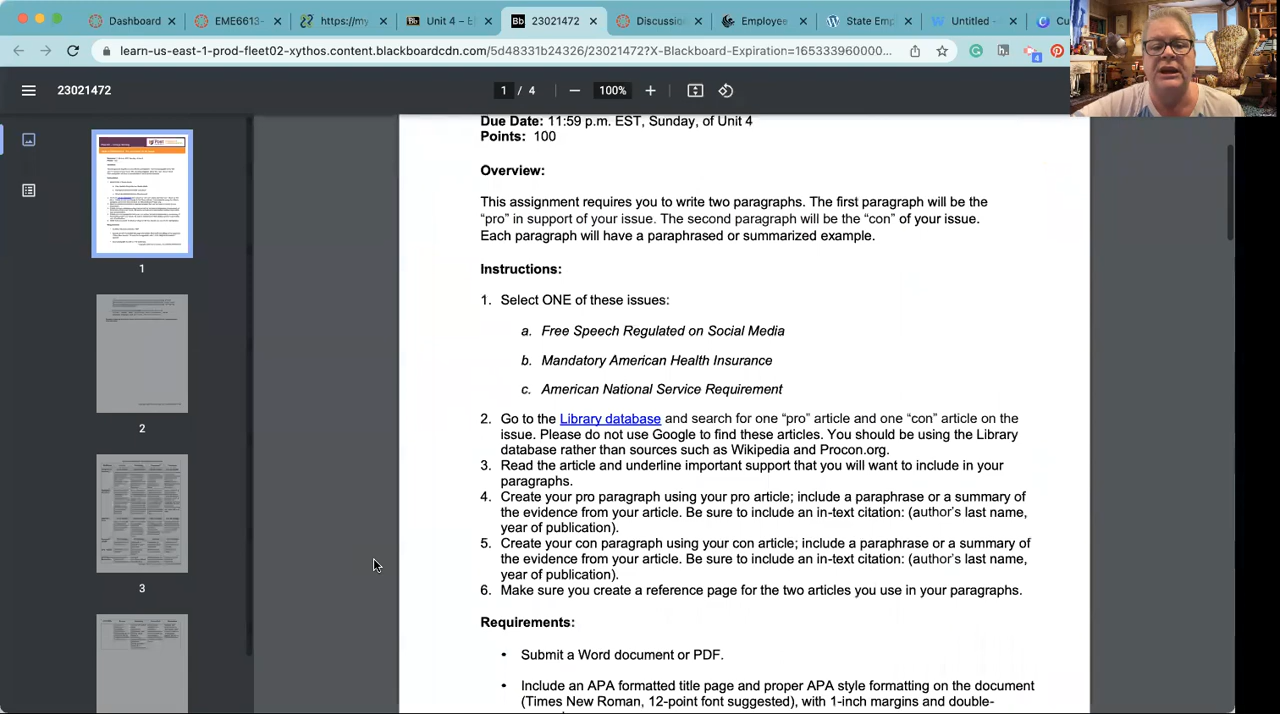 Dashboard
EME6613-
https://my
Unit 4 – B
Bb 23021472
Discussio
Employee
State Emp
Untitled -
learn-us-east-1-prod-fleet02-xythos.content.blackboardcdn.com/5d48331b24326/23021472?X-Blackboard-Expiration=165333960000...
4
23021472
1 / 4
100%
1
2
3
Due Date: 11:59 p.m. EST, Sunday, of Unit 4
Points: 100
Overview:
This assignment requires you to write two paragraphs. The first paragraph will be the
“pro” in support of your issue. The second paragraph will be the “con” of your issue.
Each paragraph will have a paraphrased or summarized example.
Instructions:
1. Select ONE of these issues:
a. Free Speech Regulated on Social Media
b. Mandatory American Health Insurance
c. American National Service Requirement
2. Go to the Library database and search for one “pro” article and one “con” article on the
issue. Please do not use Google to find these articles. You should be using the Library
database rather than sources such as Wikipedia and Procon.org.
3. Read the article and underline important support that you will want to include in your
paragraphs.
4. Create your pro paragraph using your pro article; include a paraphrase or a summary of
the evidence from your article. Be sure to include an in-text citation: (author's last name,
year of publication).
5. Create your con paragraph using your con article; include a paraphrase or a summary of
the evidence from your article. Be sure to include an in-text citation: (author's last name,
year of publication).
6. Make sure you create a reference page for the two articles you use in your paragraphs.
Requirements:
• Submit a Word document or PDF.
• Include an APA formatted title page and proper APA style formatting on the document
(Times New Roman, 12-point font suggested), with 1-inch margins and double-